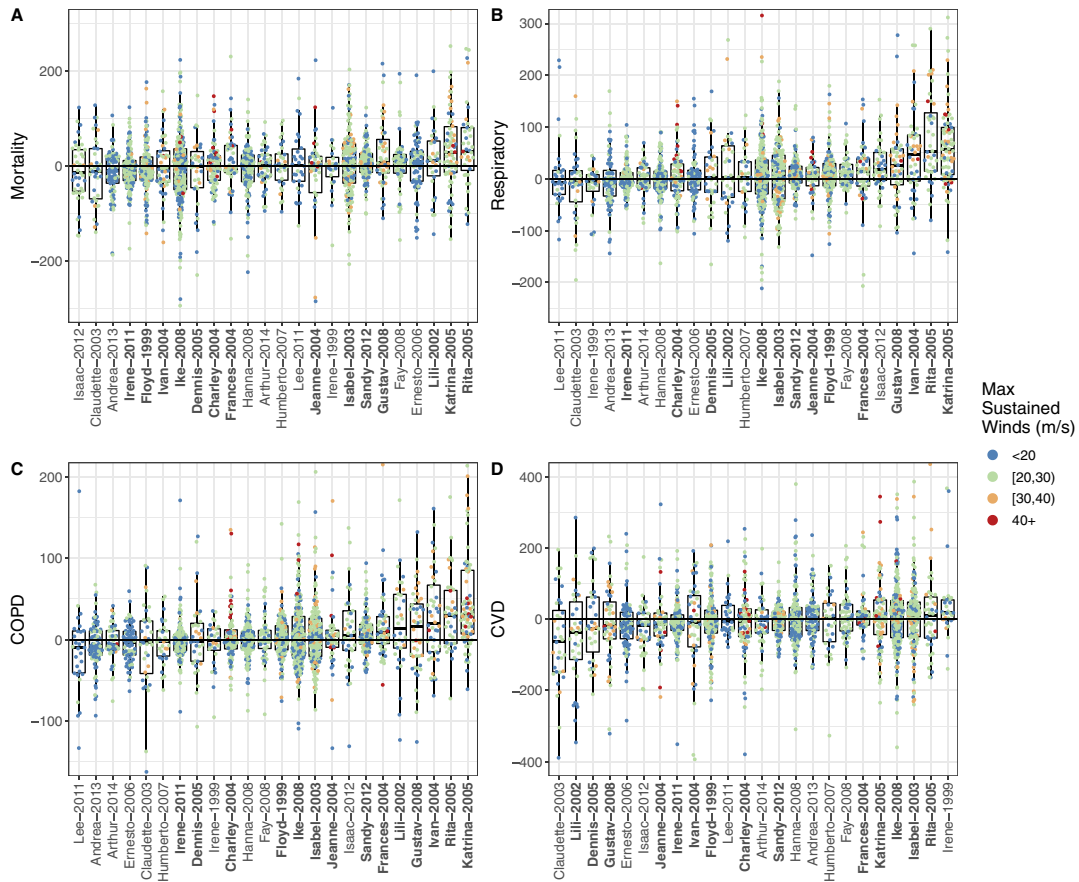 A
Mortality
200
0
−200
Isaac−2012
Claudette−2003
Andrea−2013
Irene−2011
Floyd−1999
Ivan−2004
Ike−2008
Dennis−2005
Charley−2004
Frances−2004
Hanna−2008
Arthur−2014
Humberto−2007
Lee−2011
Jeanne−2004
Irene−1999
Isabel−2003
Sandy−2012
Gustav−2008
Fay−2008
Ernesto−2006
Lili−2002
Katrina−2005
Rita−2005
B
Respiratory
300
200
100
0
−100
−200
Lee−2011
Claudette−2003
Irene−1999
Andrea−2013
Irene−2011
Arthur−2014
Hanna−2008
Charley−2004
Ernesto−2006
Dennis−2005
Lili−2002
Humberto−2007
Ike−2008
Isabel−2003
Sandy−2012
Jeanne−2004
Floyd−1999
Fay−2008
Frances−2004
Isaac−2012
Gustav−2008
Ivan−2004
Rita−2005
Katrina−2005
Max
Sustained
Winds (m/s)
<20
[20,30)
[30,40)
40+
C
COPD
200
100
0
−100
Lee−2011
Andrea−2013
Arthur−2014
Ernesto−2006
Claudette−2003
Humberto−2007
Irene−2011
Dennis−2005
Irene−1999
Charley−2004
Hanna−2008
Fay−2008
Floyd−1999
Ike−2008
Isabel−2003
Jeanne−2004
Isaac−2012
Sandy−2012
Frances−2004
Lili−2002
Gustav−2008
Ivan−2004
Rita−2005
Katrina−2005
D
CVD
400
200
0
−200
−400
Claudette−2003
Lili−2002
Dennis−2005
Gustav−2008
Ernesto−2006
Isaac−2012
Jeanne−2004
Irene−2011
Ivan−2004
Floyd−1999
Lee−2011
Charley−2004
Arthur−2014
Sandy−2012
Hanna−2008
Andrea−2013
Humberto−2007
Fay−2008
Frances−2004
Katrina−2005
Ike−2008
Isabel−2003
Rita−2005
Irene−1999